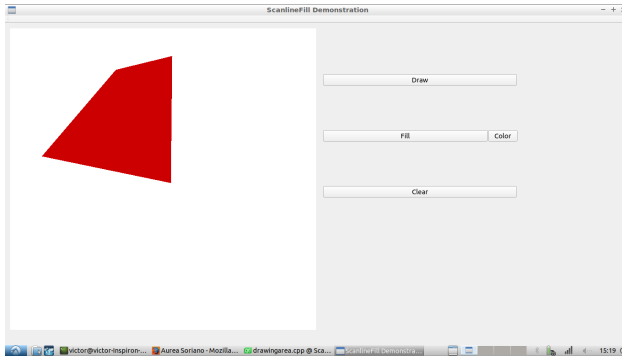 ScanlineFill Demonstration
Draw
Fill Color
Clear
victor@victor-Inspiron-... Aurea Soriano - Mozilla... drawingarea.cpp @ Sca... ScanlineFill Demonstra... 15:19